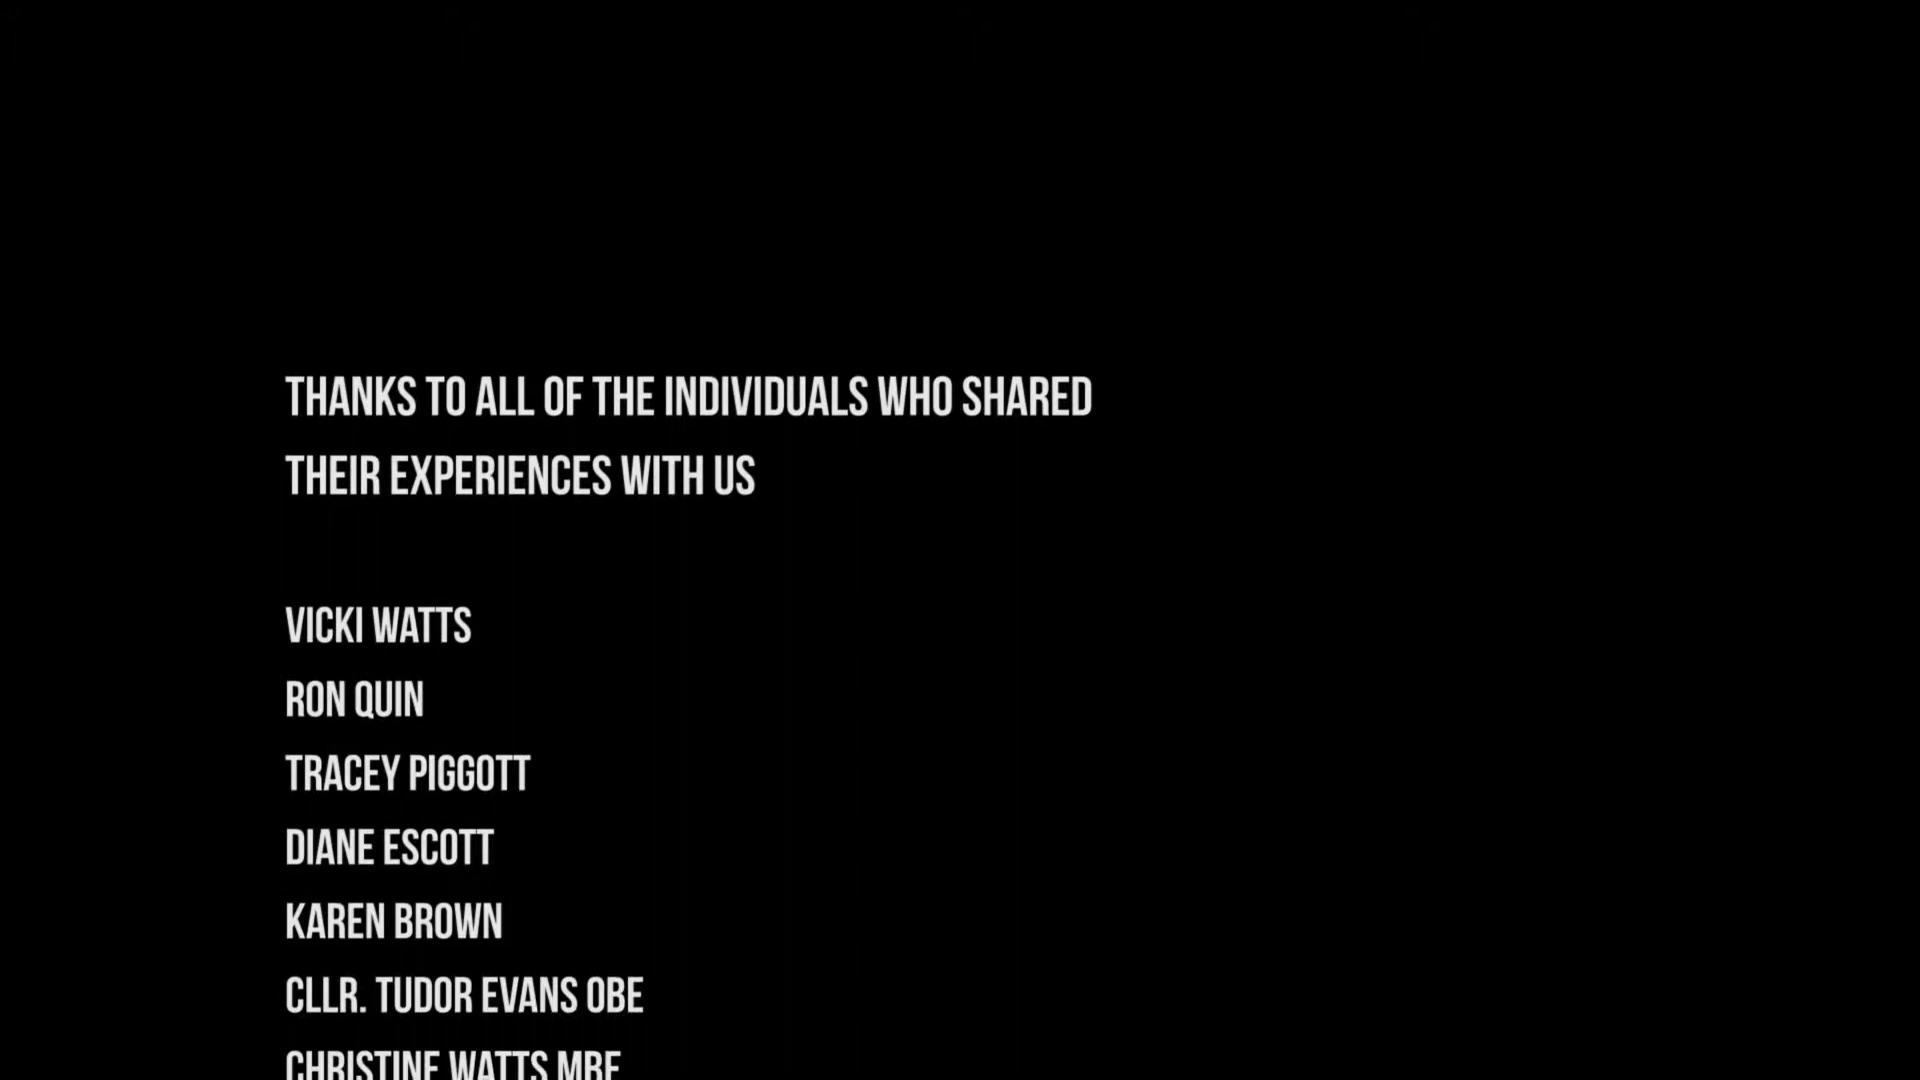 THANKS TO ALL OF THE INDIVIDUALS WHO SHARED
THEIR EXPERIENCES WITH US
VICKI WATTS
RON QUIN
TRACEY PIGGOTT
DIANE ESCOTT
KAREN BROWN
CLLR. TUDOR EVANS OBE
CHRISTINE WATTS MBE